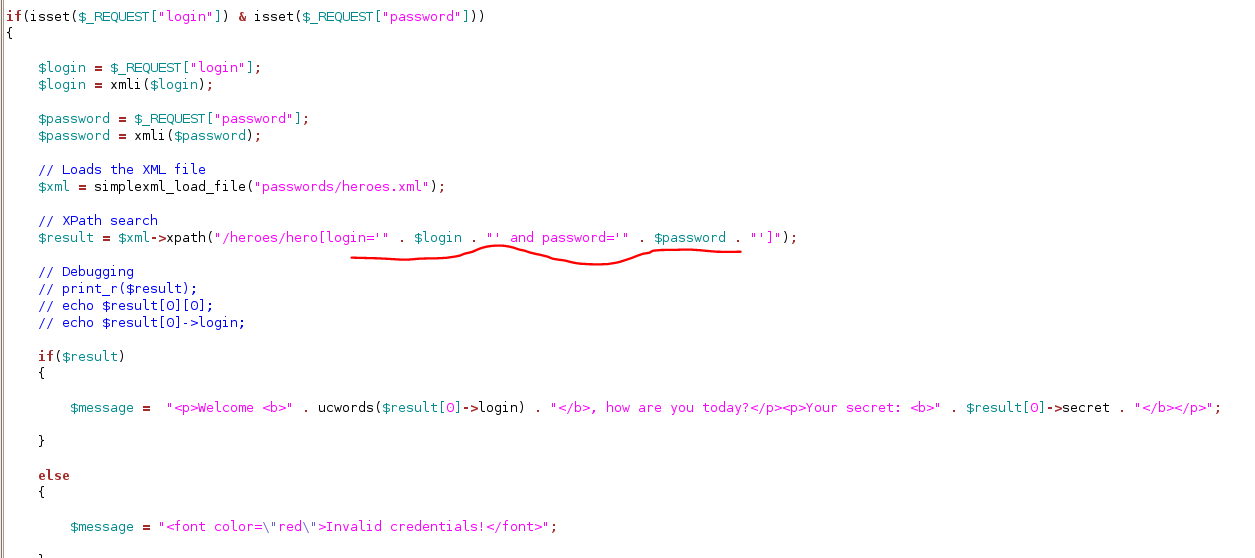 if(isset($_REQUEST["login"]) & isset($_REQUEST["password"]))
{
$login = $_REQUEST["login"];
$login = xmli($login);
$password = $_REQUEST["password"];
$password = xmli($password);
// Loads the XML file
$xml = simplexml_load_file("passwords/heroes.xml");
// XPath search
$result = $xml->xpath("/heroes/hero[login='" . $login . "' and password='" . $password . "']");
// Debugging
// print_r($result);
// echo $result[0][0];
// echo $result[0]->login;
if($result)
{
$message =  "<p>Welcome <b>" . ucwords($result[0]->login) . "</b>, how are you today?</p><p>Your secret: <b>" . $result[0]->secret . "</b></p>";
}
else
{
$message = "<font color=\"red\">Invalid credentials!</font>";